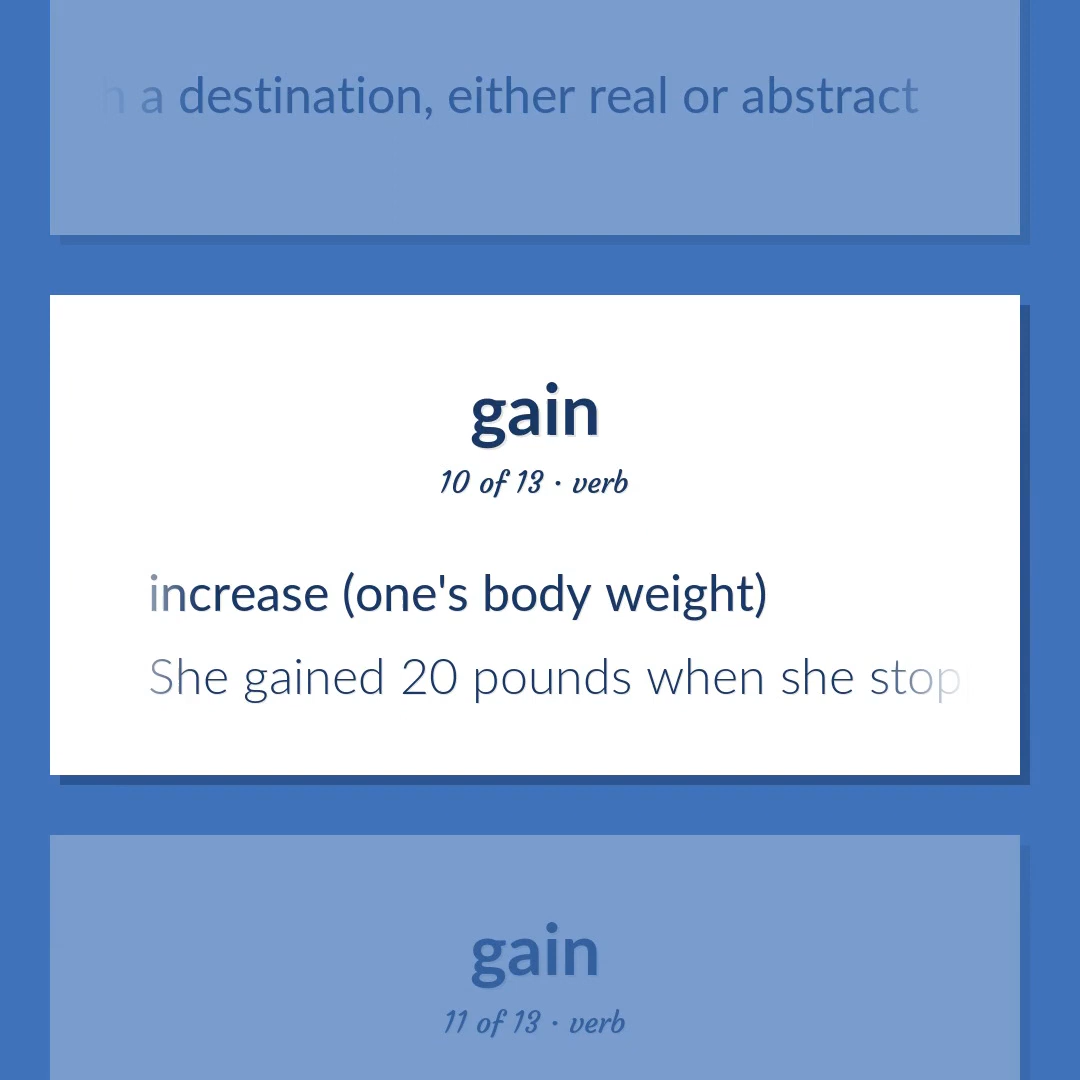 a destination, either real or abstract
gain
10 of 13 · verb
increase (one's body weight)
She gained 20 pounds when she stop
gain
11 of 13 · verb